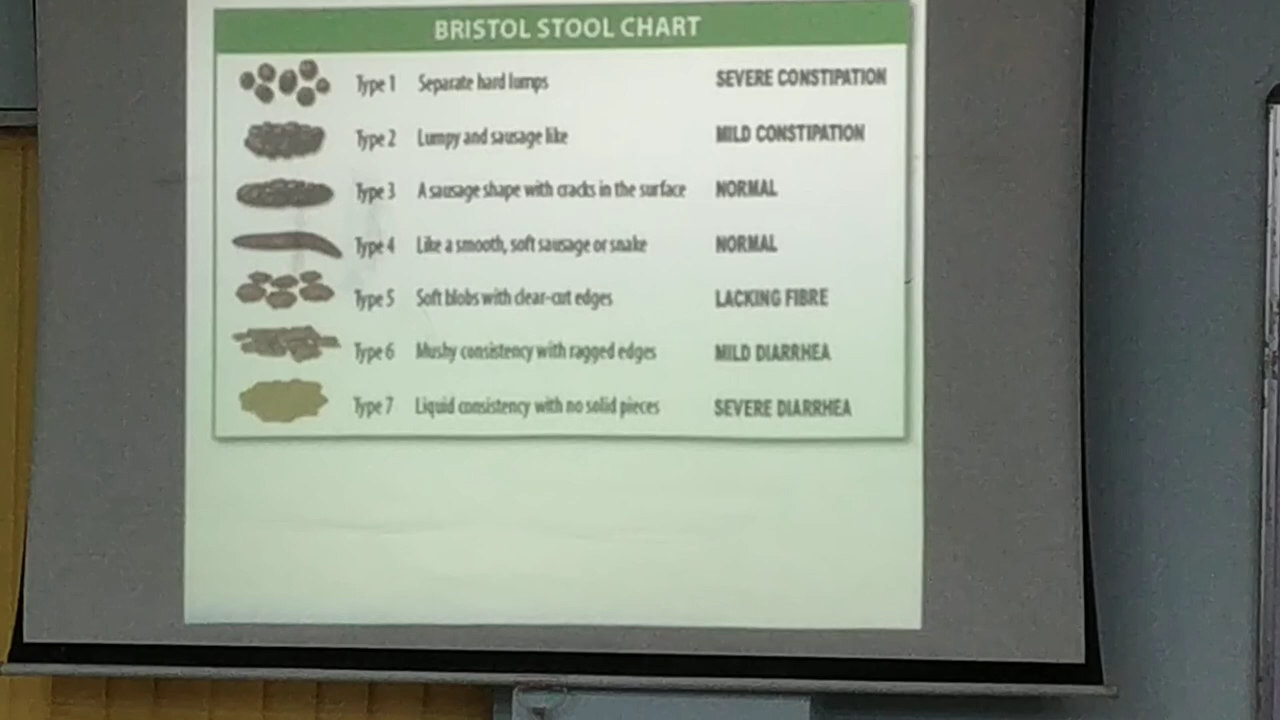 BRISTOL STOOL CHART
Type 1 Separate hard lumps SEVERE CONSTIPATION
Type 2 Lumpy and sausage like MILD CONSTIPATION
Type 3 A sausage shape with cracks in the surface NORMAL
Type 4 Like a smooth, soft sausage or snake NORMAL
Type 5 Soft blobs with clear-cut edges LACKING FIBRE
Type 6 Mushy consistency with ragged edges MILD DIARRHEA
Type 7 Liquid consistency with no solid pieces SEVERE DIARRHEA